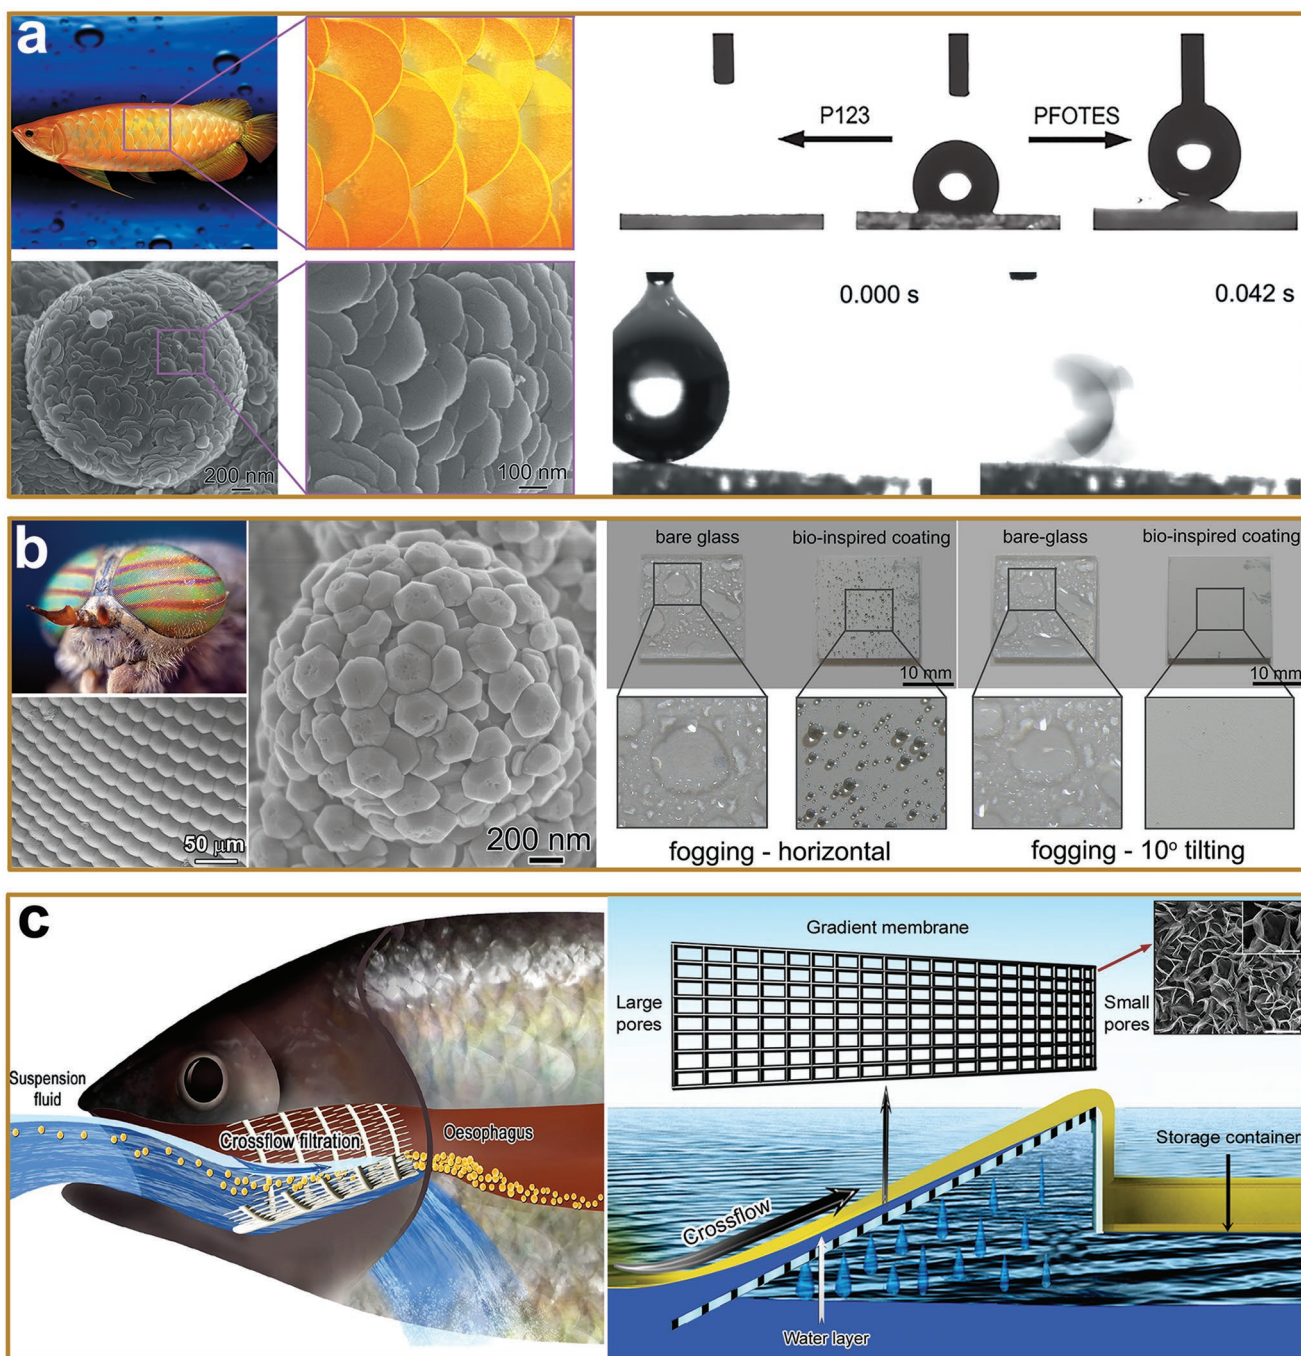 a
P123
PFOTES
0.000 s
0.042 s
200 nm
100 nm
b
bare glass
bio-inspired coating
bare-glass
bio-inspired coating
10 mm
10 mm
50 μm
200 nm
fogging - horizontal
fogging - 10° tilting
c
Gradient membrane
Large
pores
Small
pores
Suspension
fluid
Crossflow filtration
Oesophagus
Storage container
Crossflow
Water layer